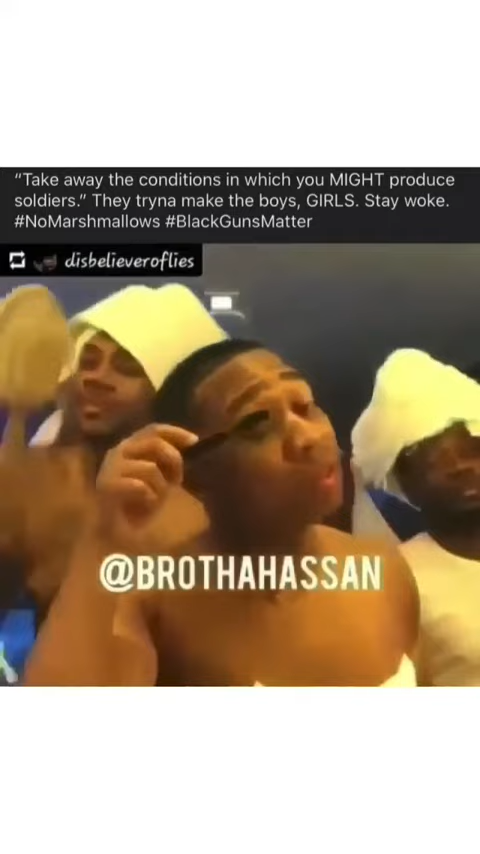 “Take away the conditions in which you MIGHT produce
soldiers.” They tryna make the boys, GIRLS. Stay woke.
#NoMarshmallows #BlackGunsMatter
disbelieveroflies
@BROTHAHASSAN